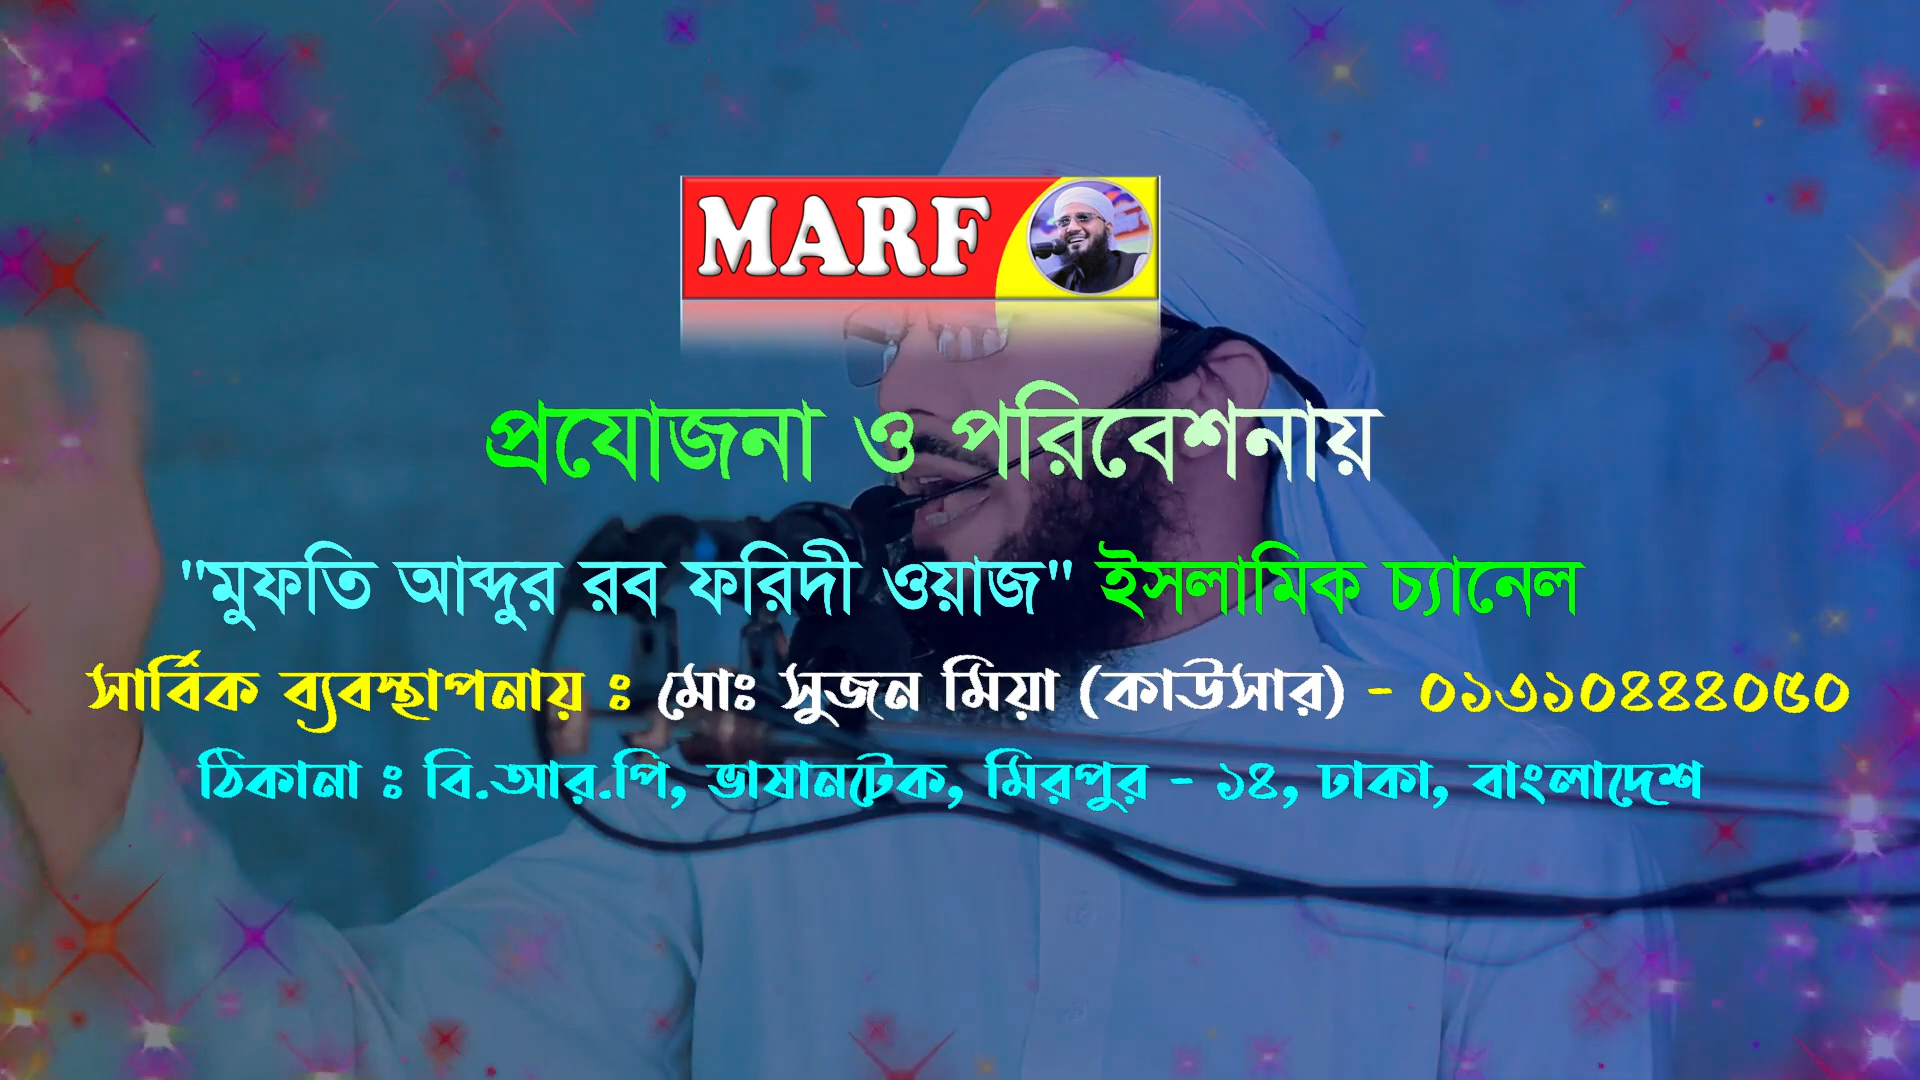 MARF
প্রযোজনা ও পরিবেশনায়
"মুফতি আব্দুর রব ফরিদী ওয়াজ" ইসলামিক চ্যানেল
সার্বিক ব্যবস্থাপনায় ঃ মোঃ সুজন মিয়া (কাউসার) - ০১৩১০৪৪৪০৫০
ঠিকানা ঃ বি.আর.পি, ভাষানটেক, মিরপুর - ১৪, ঢাকা, বাংলাদেশ